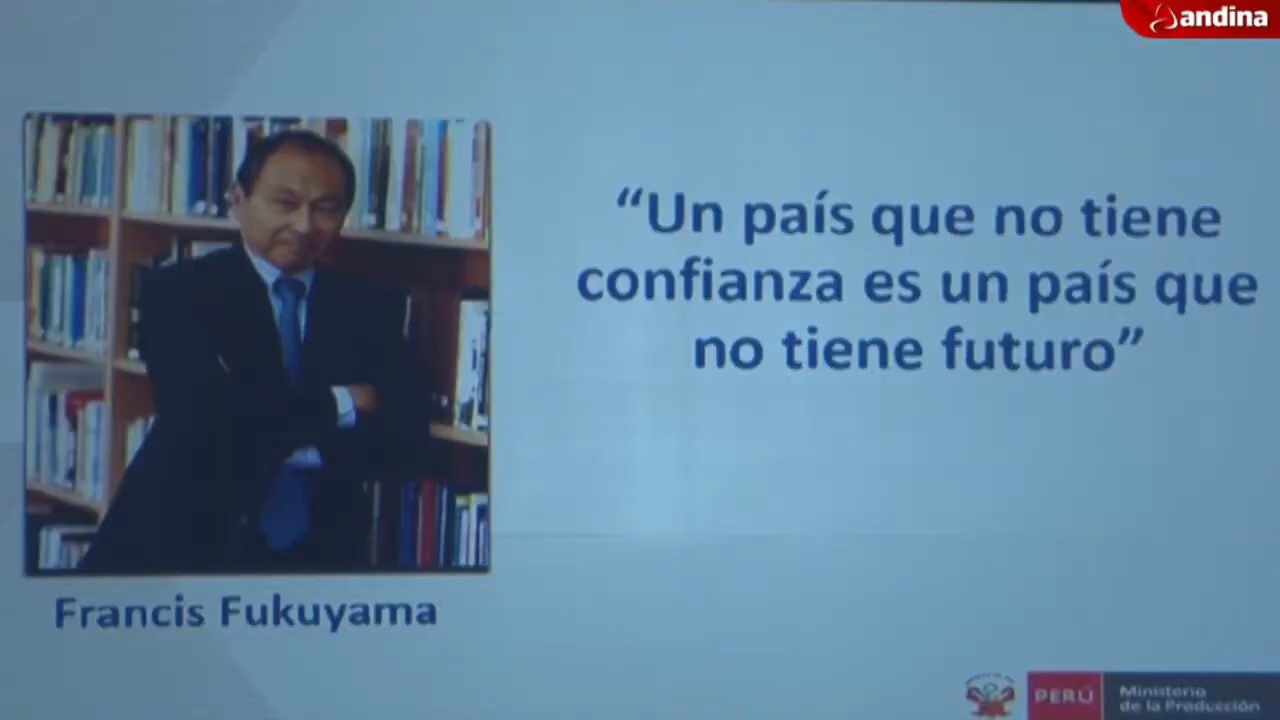 andina
“Un país que no tiene
confianza es un país que
no tiene futuro”
Francis Fukuyama
PERÚ
Ministerio
de la Producción